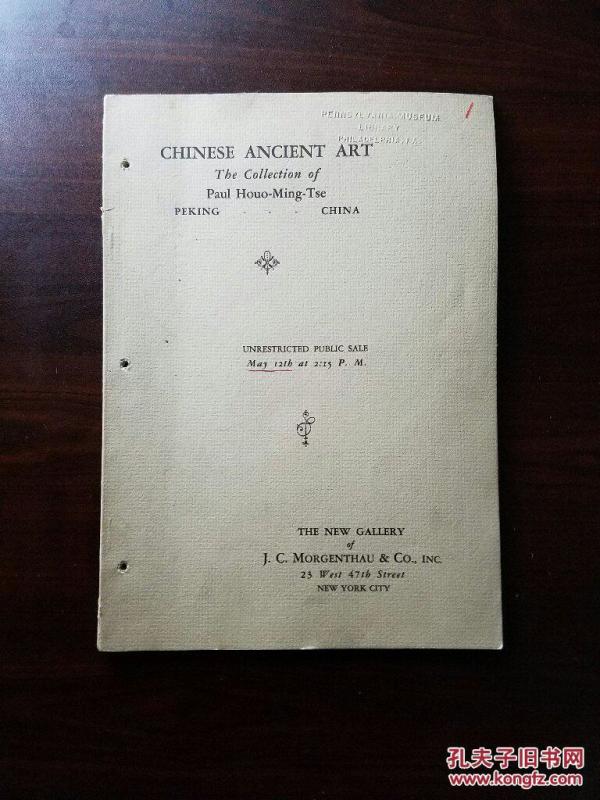 PENNSYLVANIA MUSEUM
LIBRARY
PHILADELPHIA, PA.
CHINESE ANCIENT ART
The Collection of
Paul Houo-Ming-Tse
PEKING - - - CHINA
UNRESTRICTED PUBLIC SALE
May 12th at 2:15 P. M.
THE NEW GALLERY
of
J. C. MORGENTHAU & CO., INC.
23 West 47th Street
NEW YORK CITY
孔夫子旧书网
www.kongfz.com